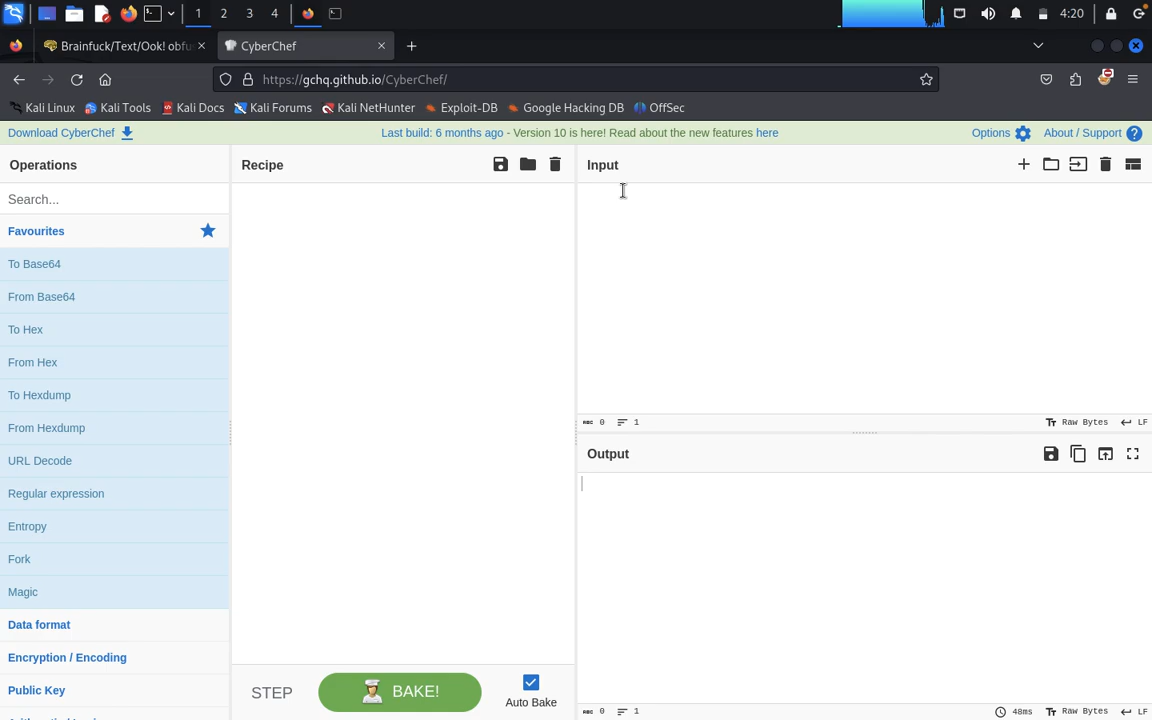 1 2 3 4 4:20
Brainfuck/Text/Ook! obfu
CyberChef
https://gchq.github.io/CyberChef/
Kali Linux Kali Tools Kali Docs Kali Forums Kali NetHunter Exploit-DB Google Hacking DB OffSec
Download CyberChef Last build: 6 months ago - Version 10 is here! Read about the new features here Options About / Support
Operations Recipe Input
Search...
Favourites
To Base64
From Base64
To Hex
From Hex
To Hexdump
From Hexdump
URL Decode
Regular expression
Entropy
Fork
Magic
Data format
Encryption / Encoding
Public Key
ABC 0 1 Raw Bytes LF
Output
STEP BAKE! Auto Bake
ABC 0 1 48ms Raw Bytes LF